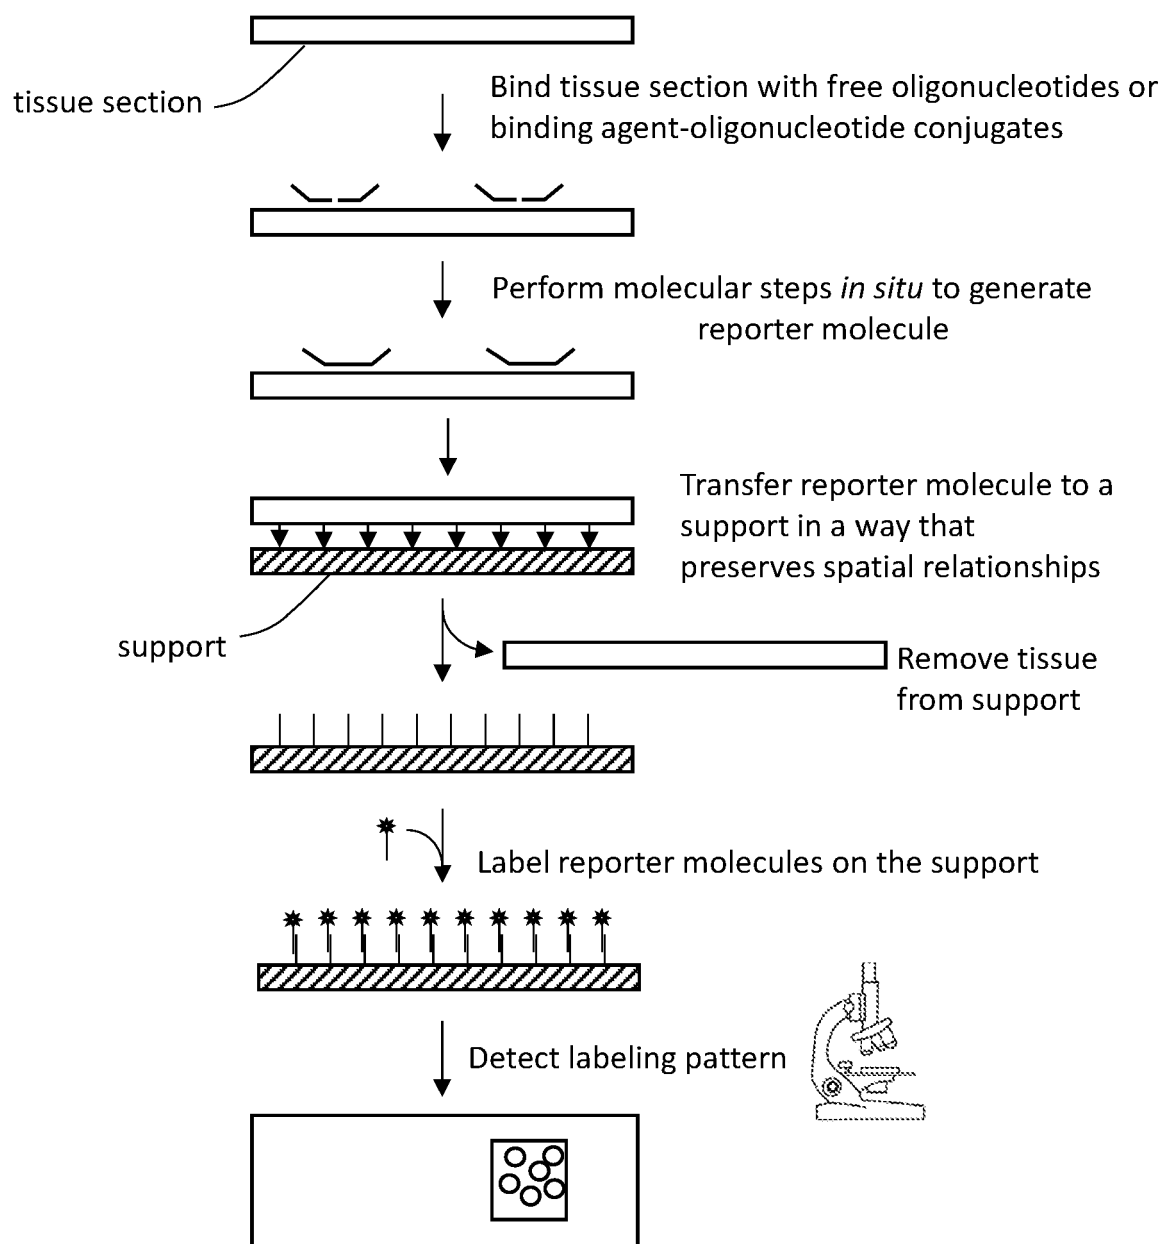 tissue section
Bind tissue section with free oligonucleotides or
binding agent-oligonucleotide conjugates
Perform molecular steps in situ to generate
reporter molecule
Transfer reporter molecule to a
support in a way that
preserves spatial relationships
support
Remove tissue
from support
Label reporter molecules on the support
Detect labeling pattern